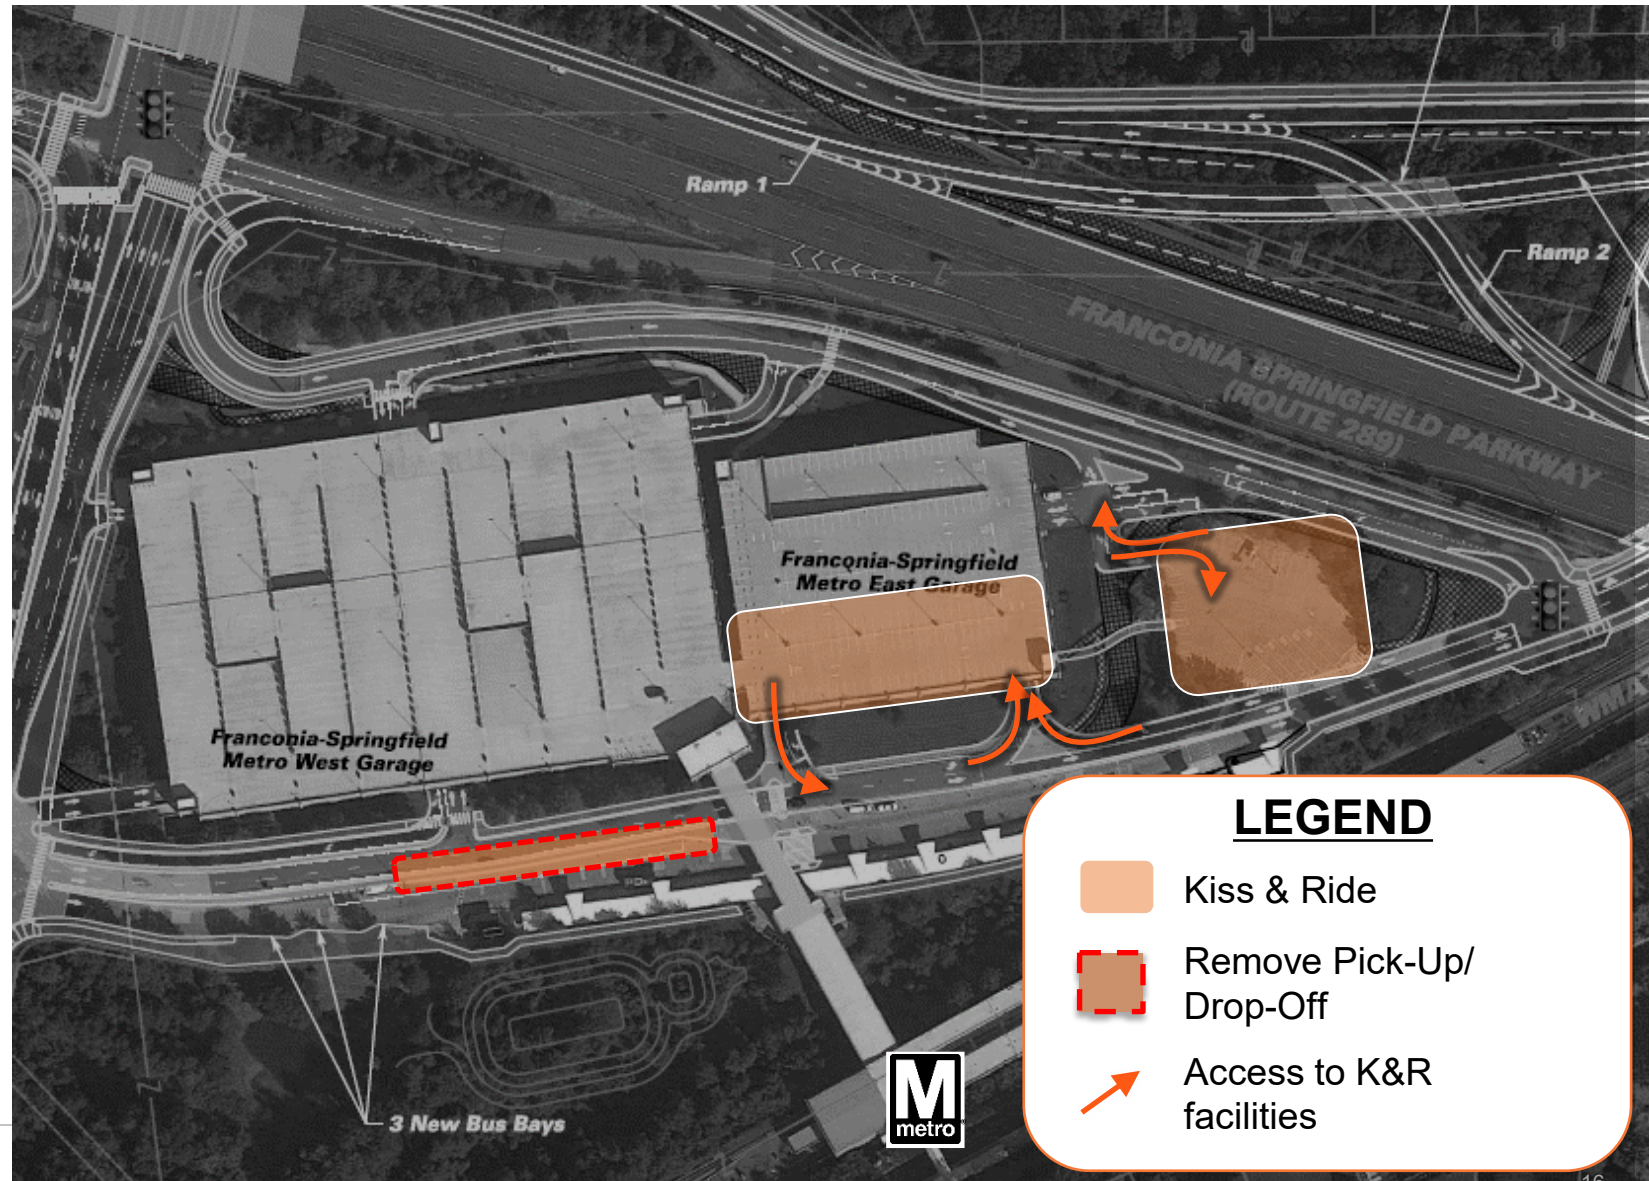 Ramp 1
Ramp 2
FRANCONIA SPRINGFIELD PARKWAY
(ROUTE 289)
Franconia-Springfield
Metro East Garage
Franconia-Springfield
Metro West Garage
3 New Bus Bays
M
metro
LEGEND
Kiss & Ride
Remove Pick-Up/
Drop-Off
Access to K&R
facilities
16